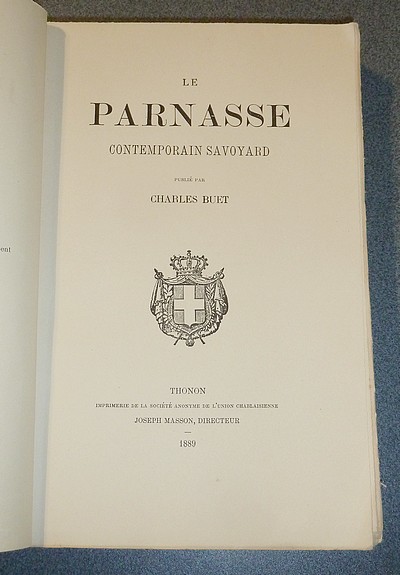 LE
PARNASSE
CONTEMPORAIN SAVOYARD
PUBLIÉ PAR
CHARLES BUET
THONON
IMPRIMERIE DE LA SOCIÉTÉ ANONYME DE L'UNION CHABLAISIENNE
JOSEPH MASSON, DIRECTEUR
—
1889